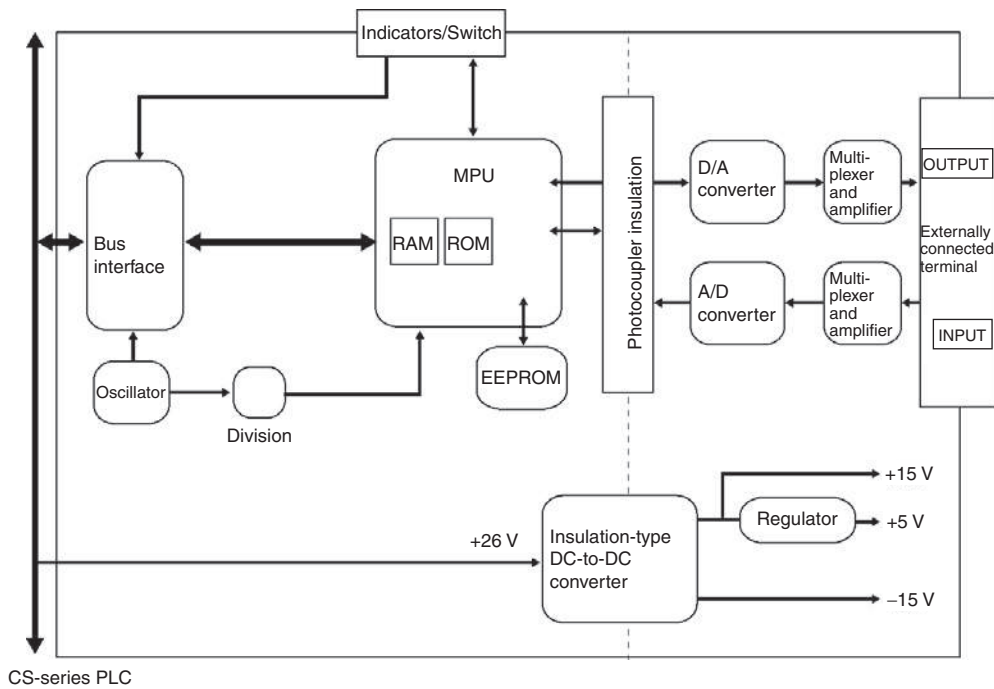 Indicators/Switch
MPU
RAM
ROM
Bus
interface
Oscillator
Division
EEPROM
Photocoupler insulation
D/A
converter
Multi-
plexer
and
amplifier
OUTPUT
Externally
connected
terminal
A/D
converter
Multi-
plexer
and
amplifier
INPUT
+26 V
Insulation-type
DC-to-DC
converter
+15 V
Regulator
+5 V
−15 V
CS-series PLC